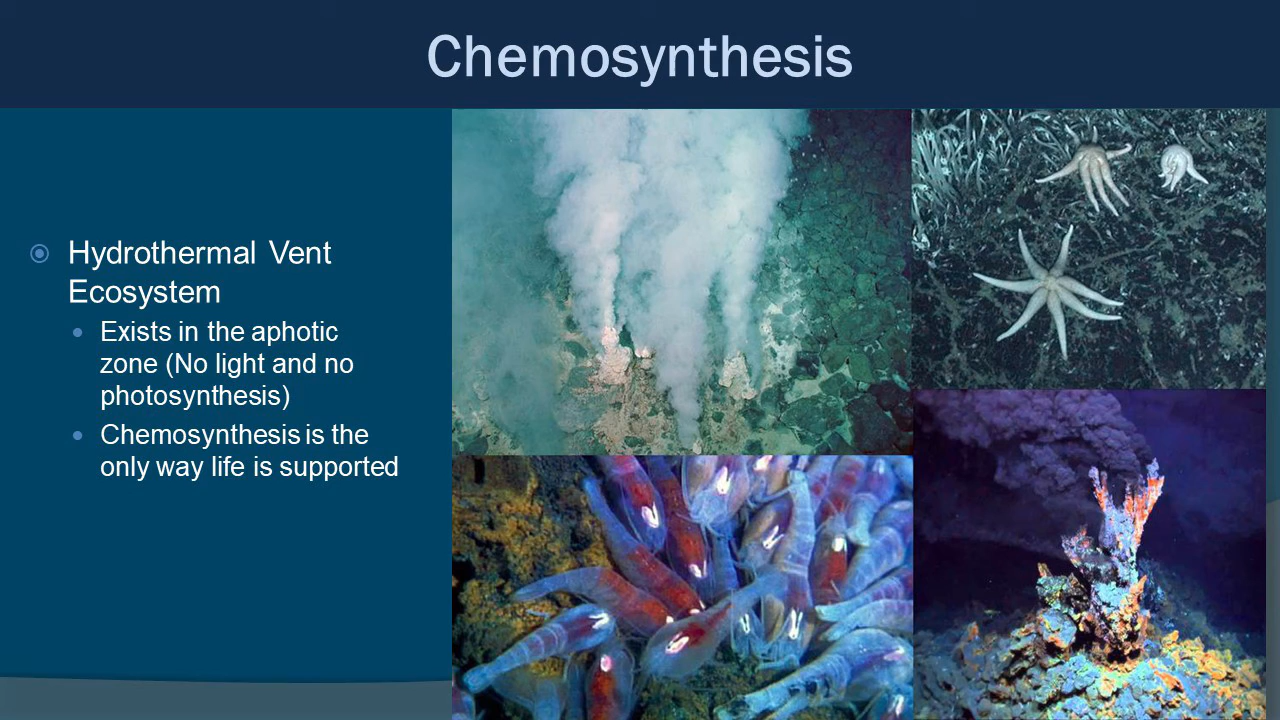 Chemosynthesis
Hydrothermal Vent
Ecosystem
Exists in the aphotic
zone (No light and no
photosynthesis)
Chemosynthesis is the
only way life is supported